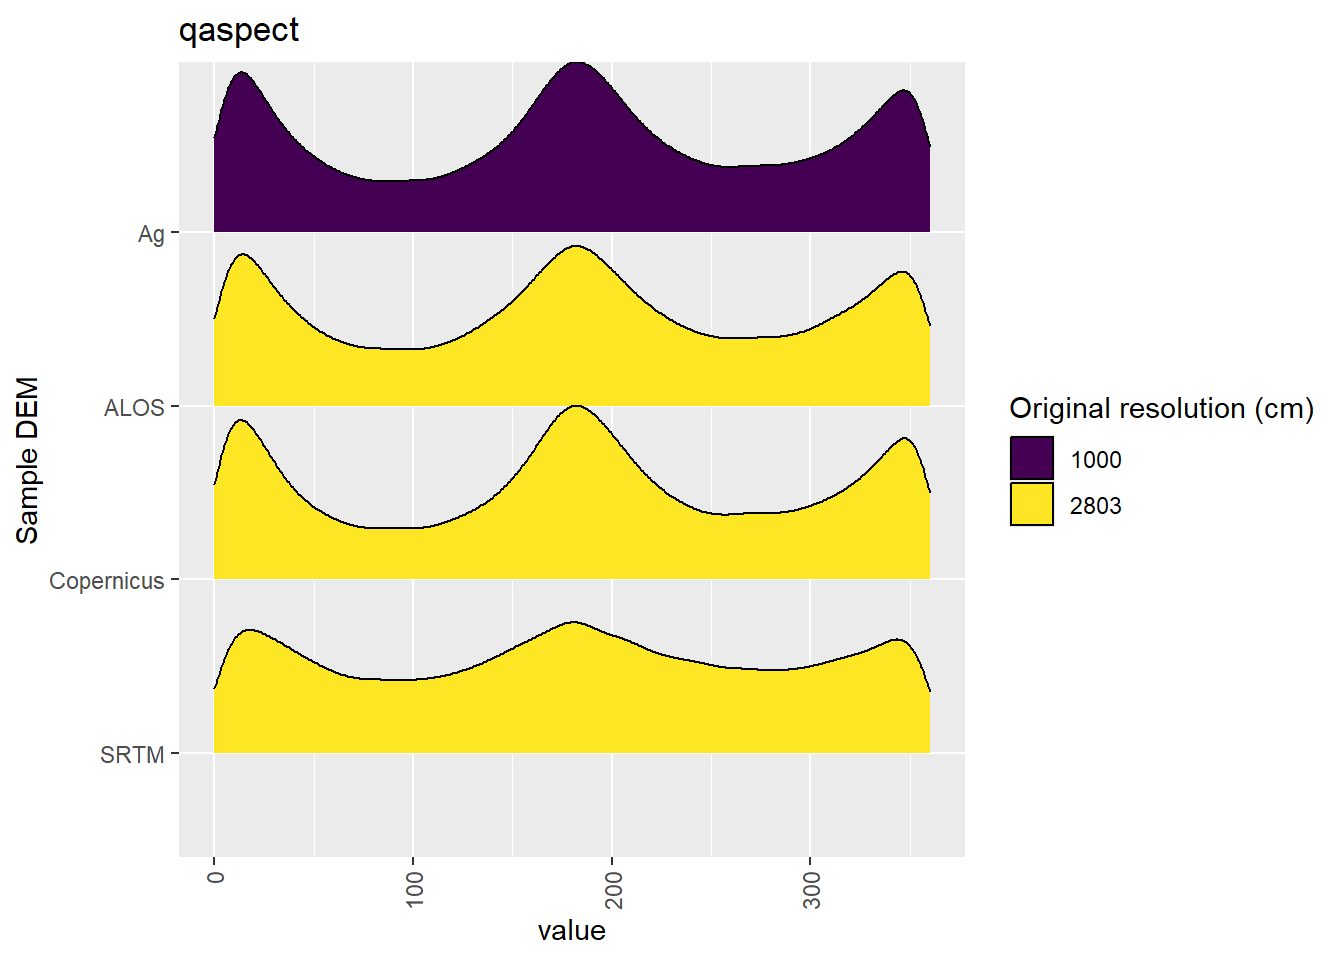 qaspect
Sample DEM
Ag
ALOS
Copernicus
SRTM
0
100
200
300
value
Original resolution (cm)
1000
2803